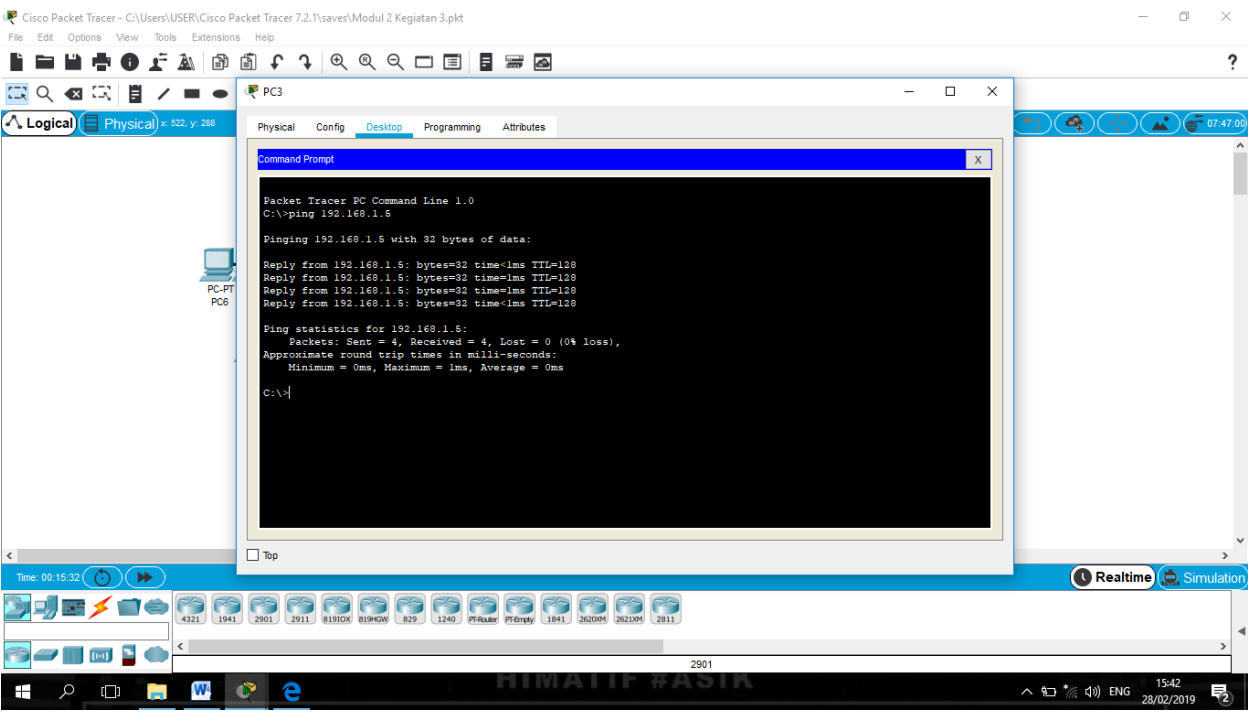 Cisco Packet Tracer - C:\Users\USER\Cisco Packet Tracer 7.2.1\saves\Modul 2 Kegiatan 3.pkt
File Edit Options View Tools Extensions Help
?
PC3
Logical Physical x: 522, y: 288
07:47:00
Physical Config Desktop Programming Attributes
Command Prompt X
Packet Tracer PC Command Line 1.0
C:\>ping 192.168.1.5
Pinging 192.168.1.5 with 32 bytes of data:
Reply from 192.168.1.5: bytes=32 time<1ms TTL=128
Reply from 192.168.1.5: bytes=32 time=1ms TTL=128
Reply from 192.168.1.5: bytes=32 time=1ms TTL=128
Reply from 192.168.1.5: bytes=32 time<1ms TTL=128
Ping statistics for 192.168.1.5:
Packets: Sent = 4, Received = 4, Lost = 0 (0% loss),
Approximate round trip times in milli-seconds:
Minimum = 0ms, Maximum = 1ms, Average = 0ms
C:\>
PC-PT
PC6
Top
Time: 00:15:32
Realtime Simulation
4321 1941 2901 2911 819IOX 819HGW 829 1240 PT-Router PT-Empty 1841 2620XM 2621XM 2811
2901
HIMATIF #ASIK
ENG
15:42
28/02/2019
2